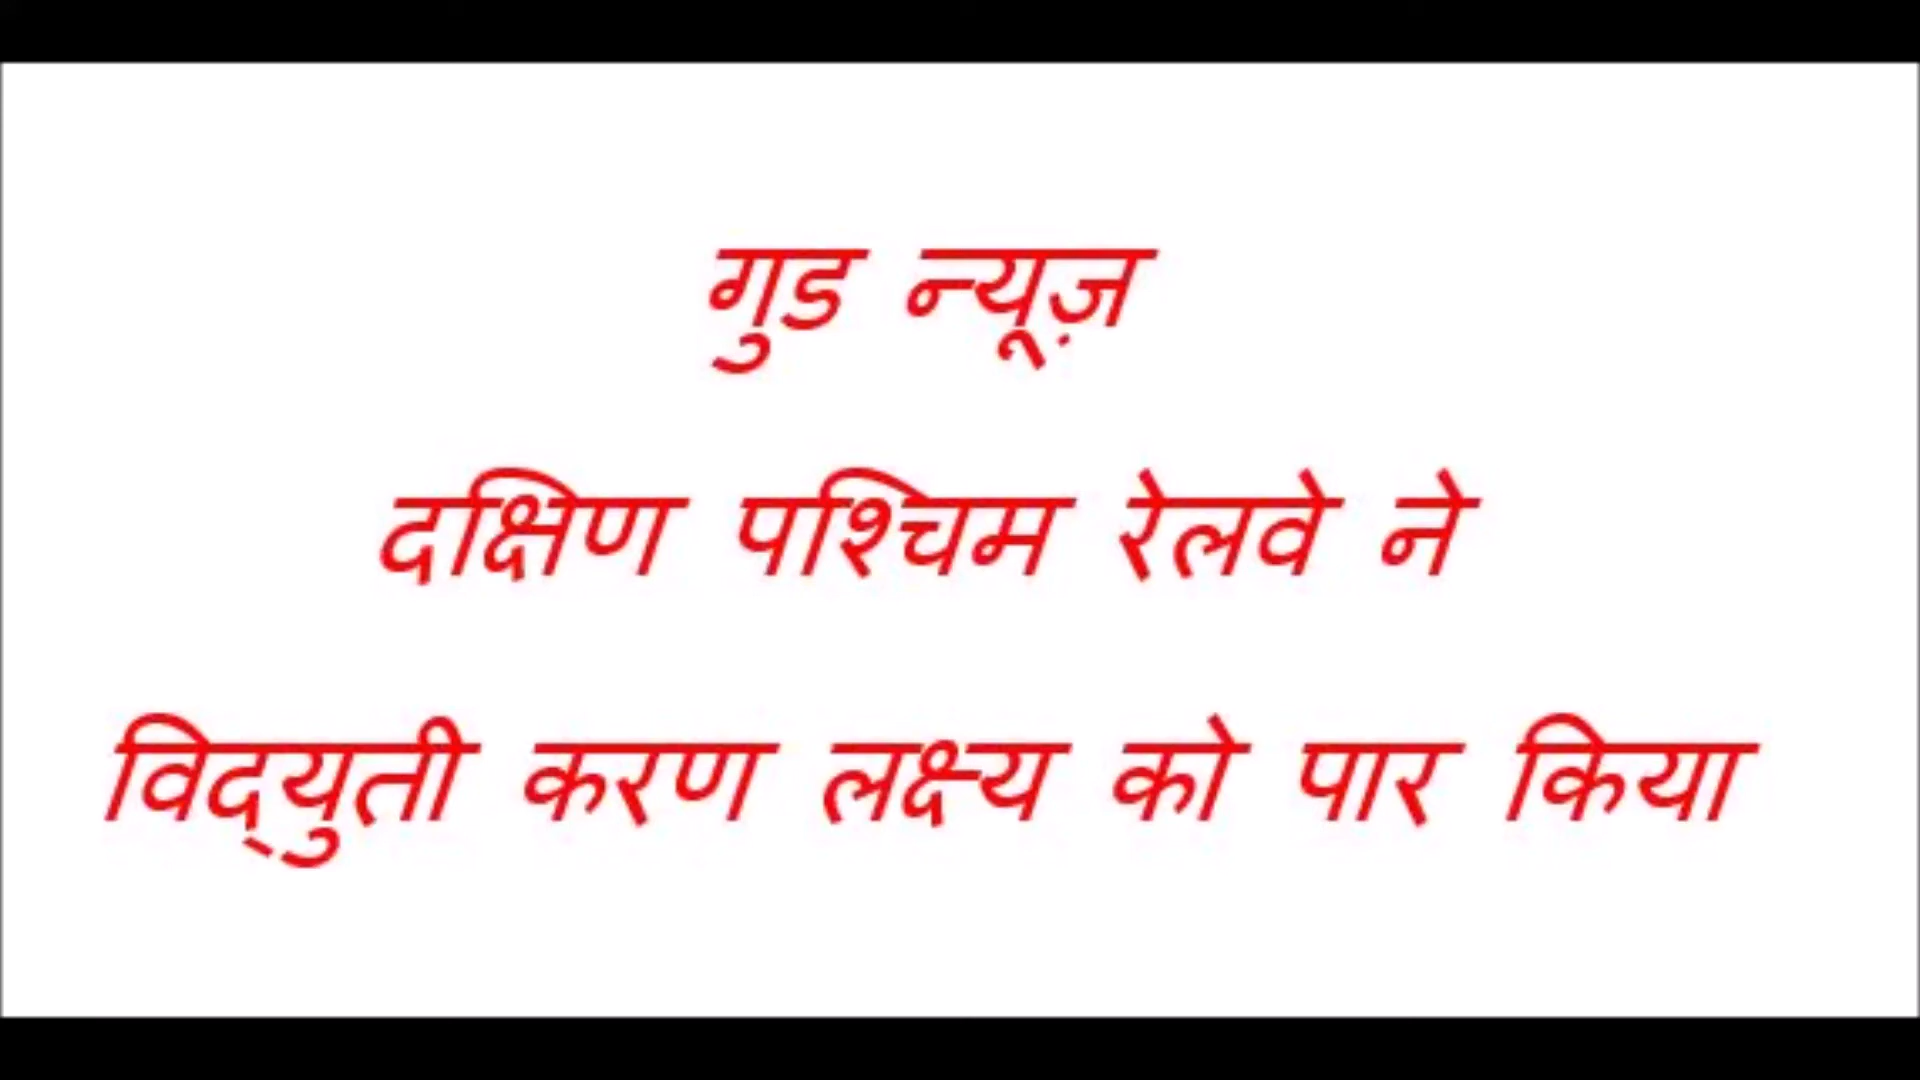 गुड न्यूज़
दक्षिण पश्चिम रेलवे ने
विद्‌युती करण लक्ष्य को पार किया